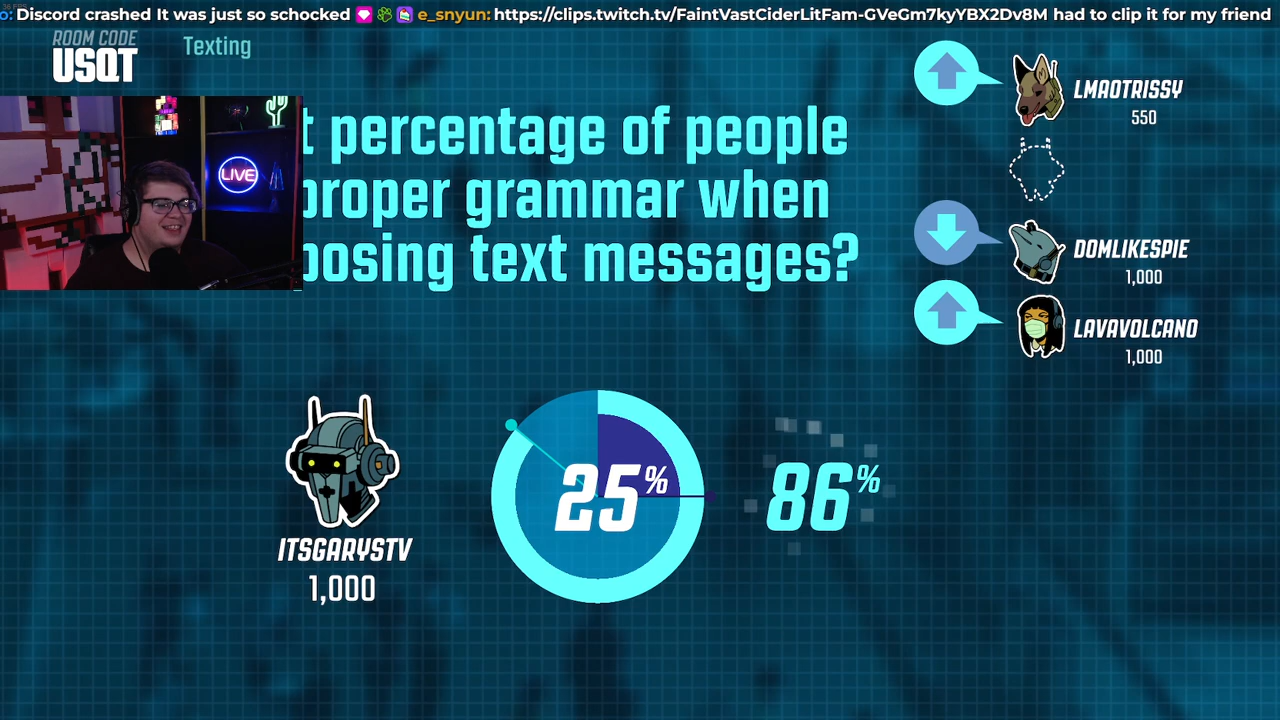 o: Discord crashed It was just so schocked e_snyun: https://clips.twitch.tv/FaintVastCiderLitFam-GVeGm7kyYBX2Dv8M had to clip it for my friend
ROOM CODE
USQT
Texting
LIVE
t percentage of people
proper grammar when
posing text messages?
LMAOTRISSY
550
DOMLIKESPIE
1,000
LAVAVOLCANO
1,000
25%
86%
ITSGARYSTV
1,000